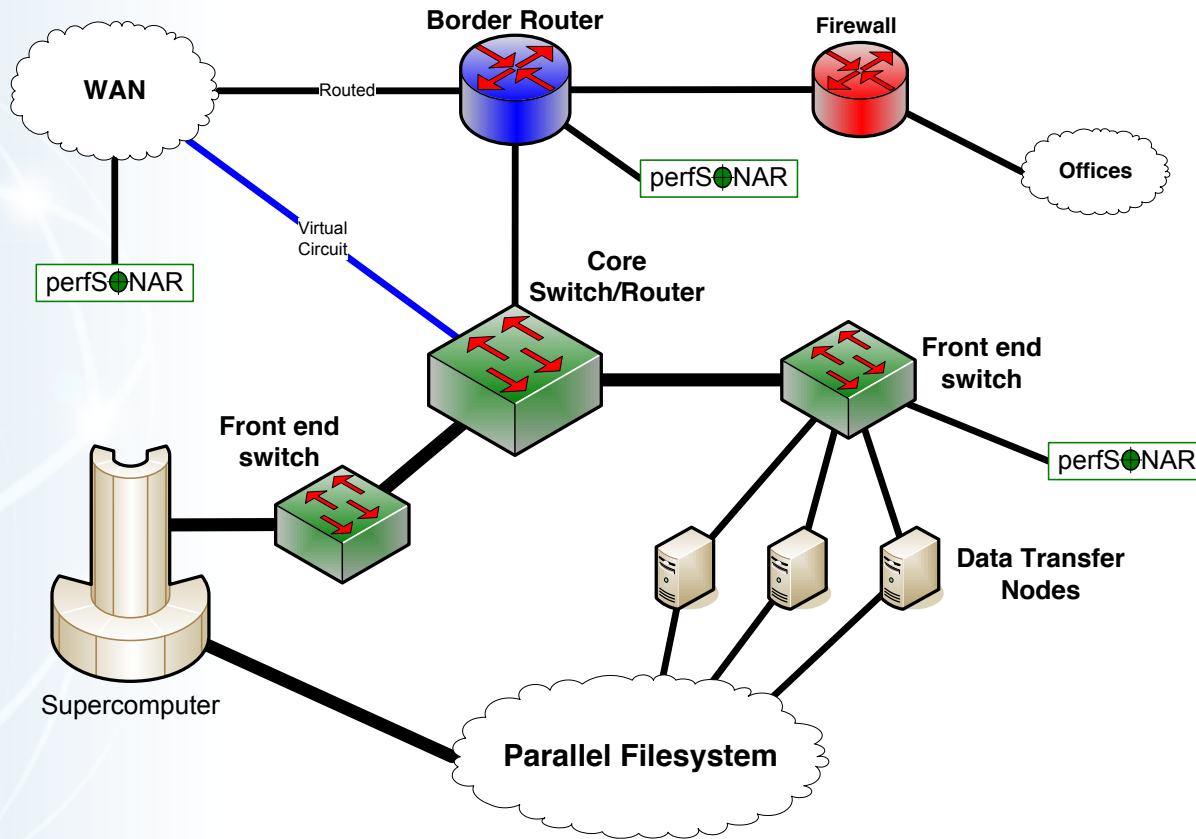 Border Router
Firewall
WAN
Routed
perfSONAR
Offices
Virtual
Circuit
perfSONAR
Core
Switch/Router
Front end
switch
Front end
switch
perfSONAR
Data Transfer
Nodes
Supercomputer
Parallel Filesystem